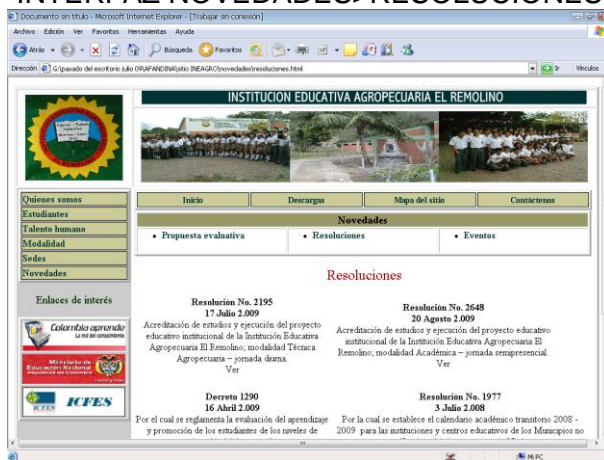 INTERFAZ NOVEDADES> RESOLUCIONES
Documento sin título - Microsoft Internet Explorer - [Trabajar sin conexión]
Archivo Edición Ver Favoritos Herramientas Ayuda
Atrás Búsqueda Favoritos
Dirección G:\pasado del escritorio julio 09\AFANDINA\sitio INEAGRO\novedades\resoluciones.html Ir Vínculos
INSTITUCION EDUCATIVA AGROPECUARIA EL REMOLINO
Quienes somos
Estudiantes
Talento humano
Modalidad
Sedes
Novedades
Inicio Descargas Mapa del sitio Contáctenos
Novedades
• Propuesta evaluativa • Resoluciones • Eventos
Enlaces de interés
Colombia aprende
La red del conocimiento
Ministerio de
Educación Nacional
ICFES
ICFES
Resoluciones
Resolución No. 2195
17 Julio 2.009
Acreditación de estudios y ejecución del proyecto
educativo institucional de la Institución Educativa
Agropecuaria El Remolino; modalidad Técnica
Agropecuaria – jornada diurna.
Ver
Resolución No. 2648
20 Agosto 2.009
Acreditación de estudios y ejecución del proyecto educativo
institucional de la Institución Educativa Agropecuaria El
Remolino; modalidad Académica – jornada semipresencial
Ver
Decreto 1290
16 Abril 2.009
Por el cual se reglamenta la evaluación del aprendizaje
y promoción de los estudiantes de los niveles de
Resolución No. 1977
3 Julio 2.008
Por la cual se establece el calendario académico transitorio 2008 -
2009 para las instituciones y centros educativos de los Municipios no
Mi PC